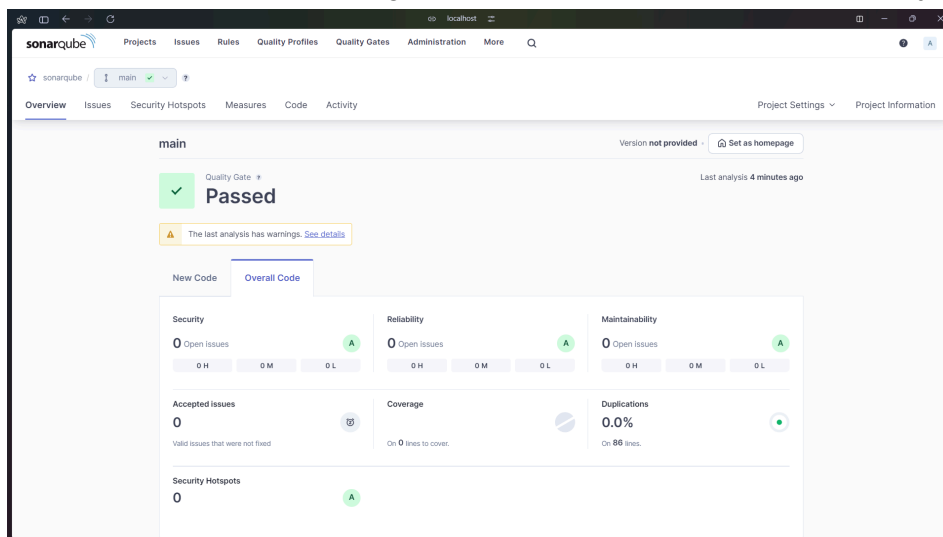 localhost
sonarqube Projects Issues Rules Quality Profiles Quality Gates Administration More ? A
sonarqube / main ?
Overview Issues Security Hotspots Measures Code Activity Project Settings Project Information
main Version not provided Set as homepage
Quality Gate ? Last analysis 4 minutes ago
Passed
The last analysis has warnings. See details
New Code Overall Code
Security Reliability Maintainability
0 Open issues A 0 Open issues A 0 Open issues A
0 H 0 M 0 L 0 H 0 M 0 L 0 H 0 M 0 L
Accepted issues Coverage Duplications
0 0.0%
Valid issues that were not fixed On 0 lines to cover. On 86 lines.
Security Hotspots
0 A